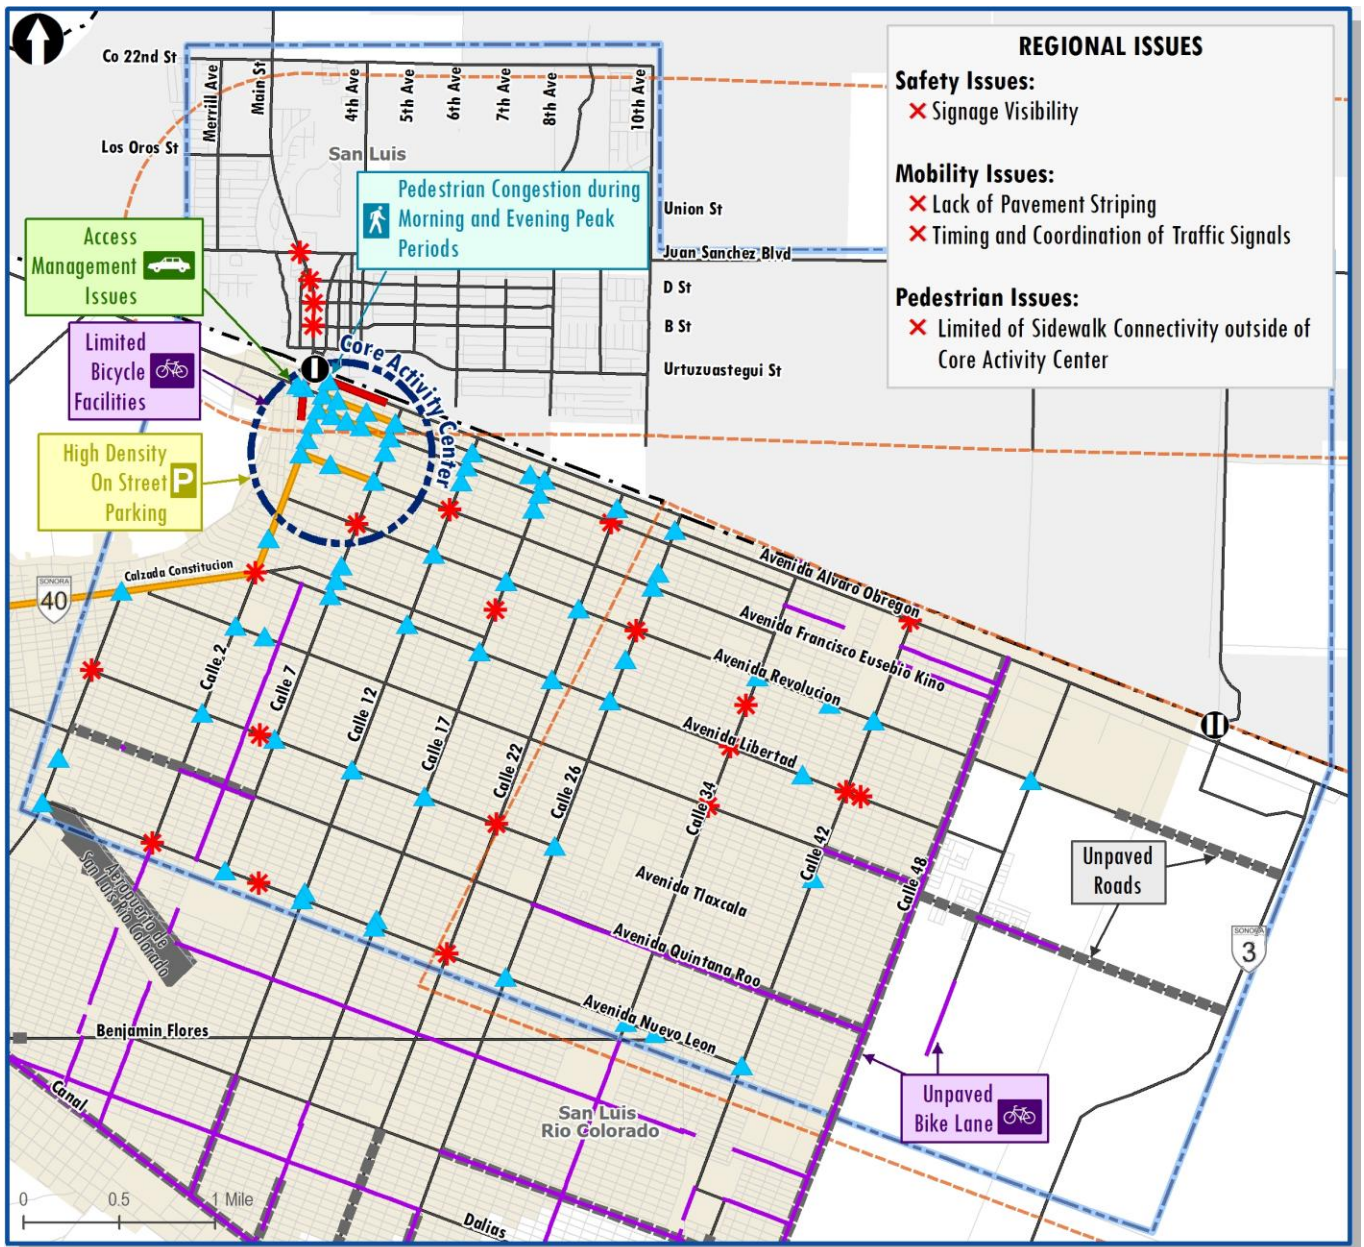 REGIONAL ISSUES
Safety Issues:
Signage Visibility
Mobility Issues:
Lack of Pavement Striping
Timing and Coordination of Traffic Signals
Pedestrian Issues:
Limited of Sidewalk Connectivity outside of
Core Activity Center
Co 22nd St
Merrill Ave
Main St
4th Ave
5th Ave
6th Ave
7th Ave
8th Ave
10th Ave
Los Oros St
San Luis
Pedestrian Congestion during
Morning and Evening Peak
Periods
Union St
Juan Sanchez Blvd
D St
B St
Urtuzuastegui St
Access
Management
Issues
Limited
Bicycle
Facilities
High Density
On Street
Parking
P
I
Core Activity Center
SONORA
40
Calzada Constitucion
Avenida Alvaro Obregon
Avenida Francisco Eusebio Kino
Avenida Revolucion
Avenida Libertad
Calle 2
Calle 7
Calle 12
Calle 17
Calle 22
Calle 26
Calle 34
Calle 42
Calle 48
II
Unpaved
Roads
SONORA
3
Avenida Tlaxcala
Avenida Quintana Roo
Avenida Nuevo Leon
Aeropuerto de
San Luis Rio Colorado
Benjamin Flores
Canal
San Luis
Rio Colorado
Unpaved
Bike Lane
Dalias
0 0.5 1 Mile